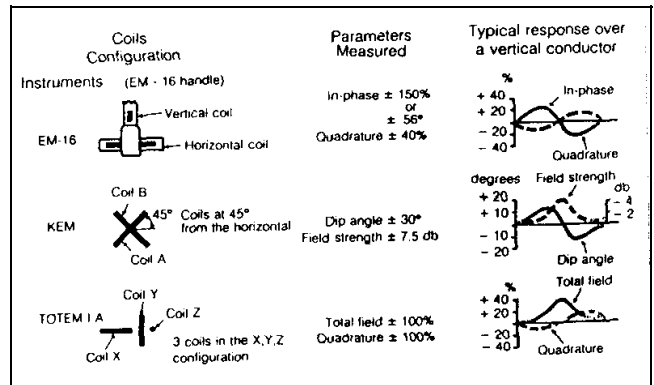 Coils
Configuration
Parameters
Measured
Typical response over
a vertical conductor
Instruments (EM - 16 handle)
EM-16
Vertical coil
Horizontal coil
In-phase ± 150%
or
± 56°
Quadrature ± 40%
%
+ 40
+ 20
- 20
- 40
In-phase
Quadrature
KEM
Coil B
45°
Coils at 45°
from the horizontal
Coil A
Dip angle ± 30°
Field strength ± 7.5 db
degrees
+ 20
+ 10
- 10
- 20
Field strength
db
- 4
- 2
Dip angle
TOTEM I A
Coil Y
Coil Z
Coil X
3 coils in the X,Y,Z
configuration
Total field ± 100%
Quadrature ± 100%
%
+ 40
+ 20
- 20
- 40
Total field
Quadrature